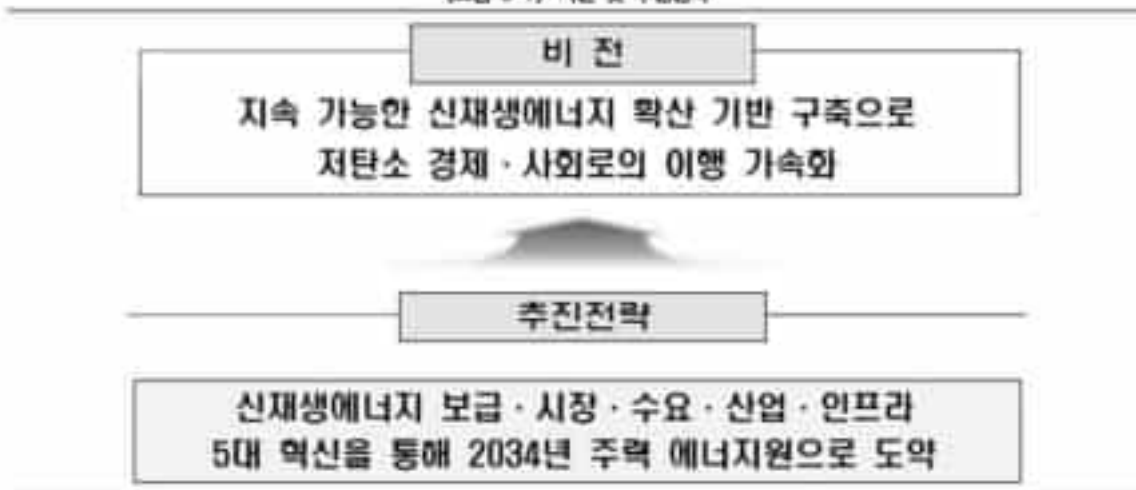 비 전
지속 가능한 신재생에너지 확산 기반 구축으로
저탄소 경제 · 사회로의 이행 가속화
추진전략
신재생에너지 보급 · 시장 · 수요 · 산업 · 인프라
5대 혁신을 통해 2034년 주력 에너지원으로 도약